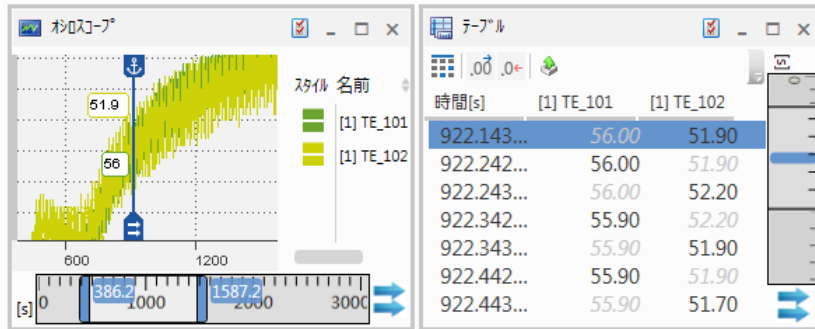 ｵｼﾛｽｺｰﾌﾟ
51.9
56
600 1200
ｽﾀｲﾙ 名前
[1] TE_101
[1] TE_102
[s] 0 386.2 1000 1587.2 2000 3000
ﾃｰﾌﾞﾙ
.00 .0
[s]
0
時間[s] [1] TE_101 [1] TE_102
922.143... 56.00 51.90
922.242... 56.00 51.90
922.243... 56.00 52.20
922.342... 55.90 52.20
922.343... 55.90 51.90
922.442... 55.90 51.90
922.443... 55.90 51.70